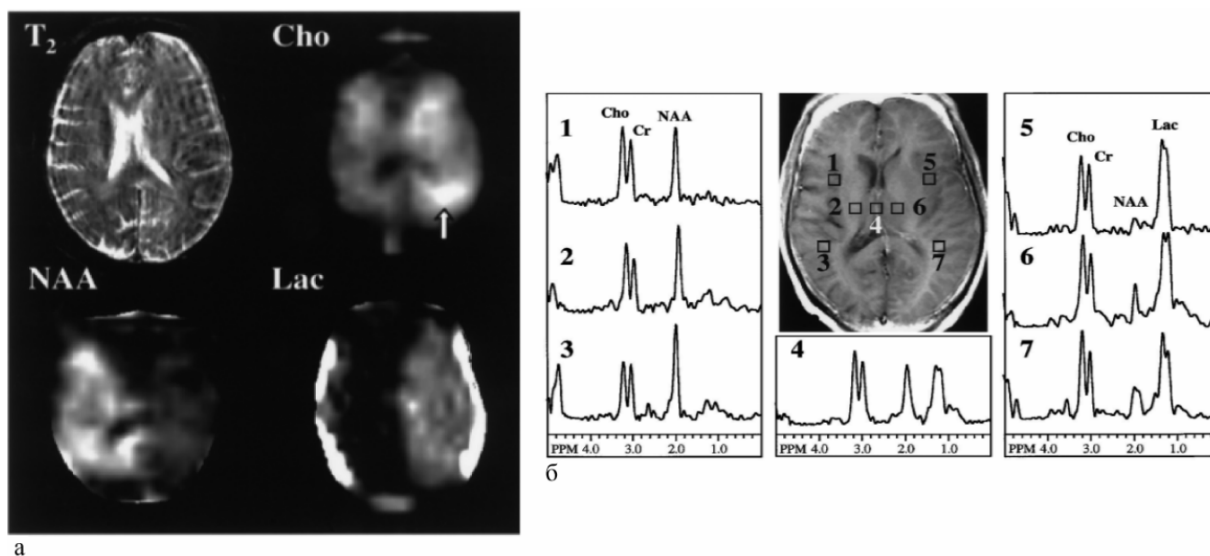 T2 Cho
NAA Lac
а
1
Cho
Cr
NAA
2
3
PPM 4.0 3.0 2.0 1.0
1 5
2 6
4
3 7
4
PPM 4.0 3.0 2.0 1.0
5
Cho
Cr
NAA
Lac
6
7
PPM 4.0 3.0 2.0 1.0
б